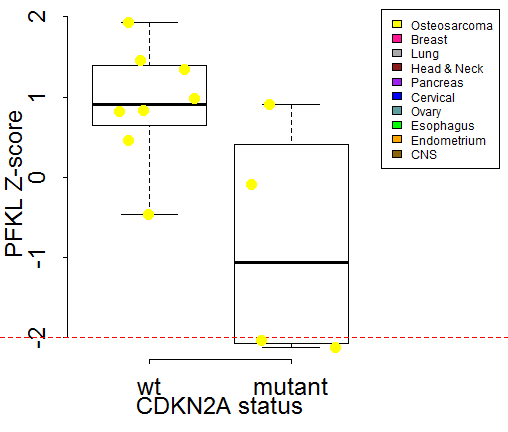 2
1
0
-1
-2
PFKL Z-score
wt
mutant
CDKN2A status
Osteosarcoma
Breast
Lung
Head & Neck
Pancreas
Cervical
Ovary
Esophagus
Endometrium
CNS